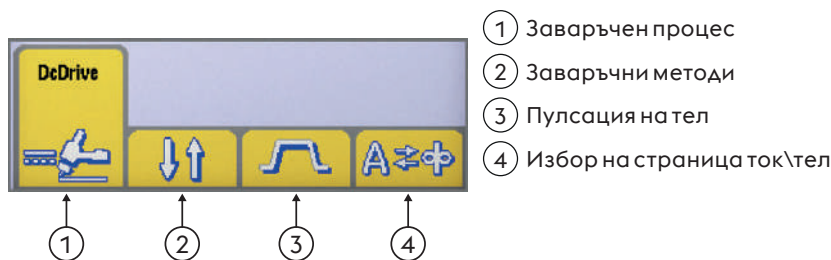 DcDrive
A
1 2 3 4
1 Заваръчен процес
2 Заваръчни методи
3 Пулсация на тел
4 Избор на страница ток\тел